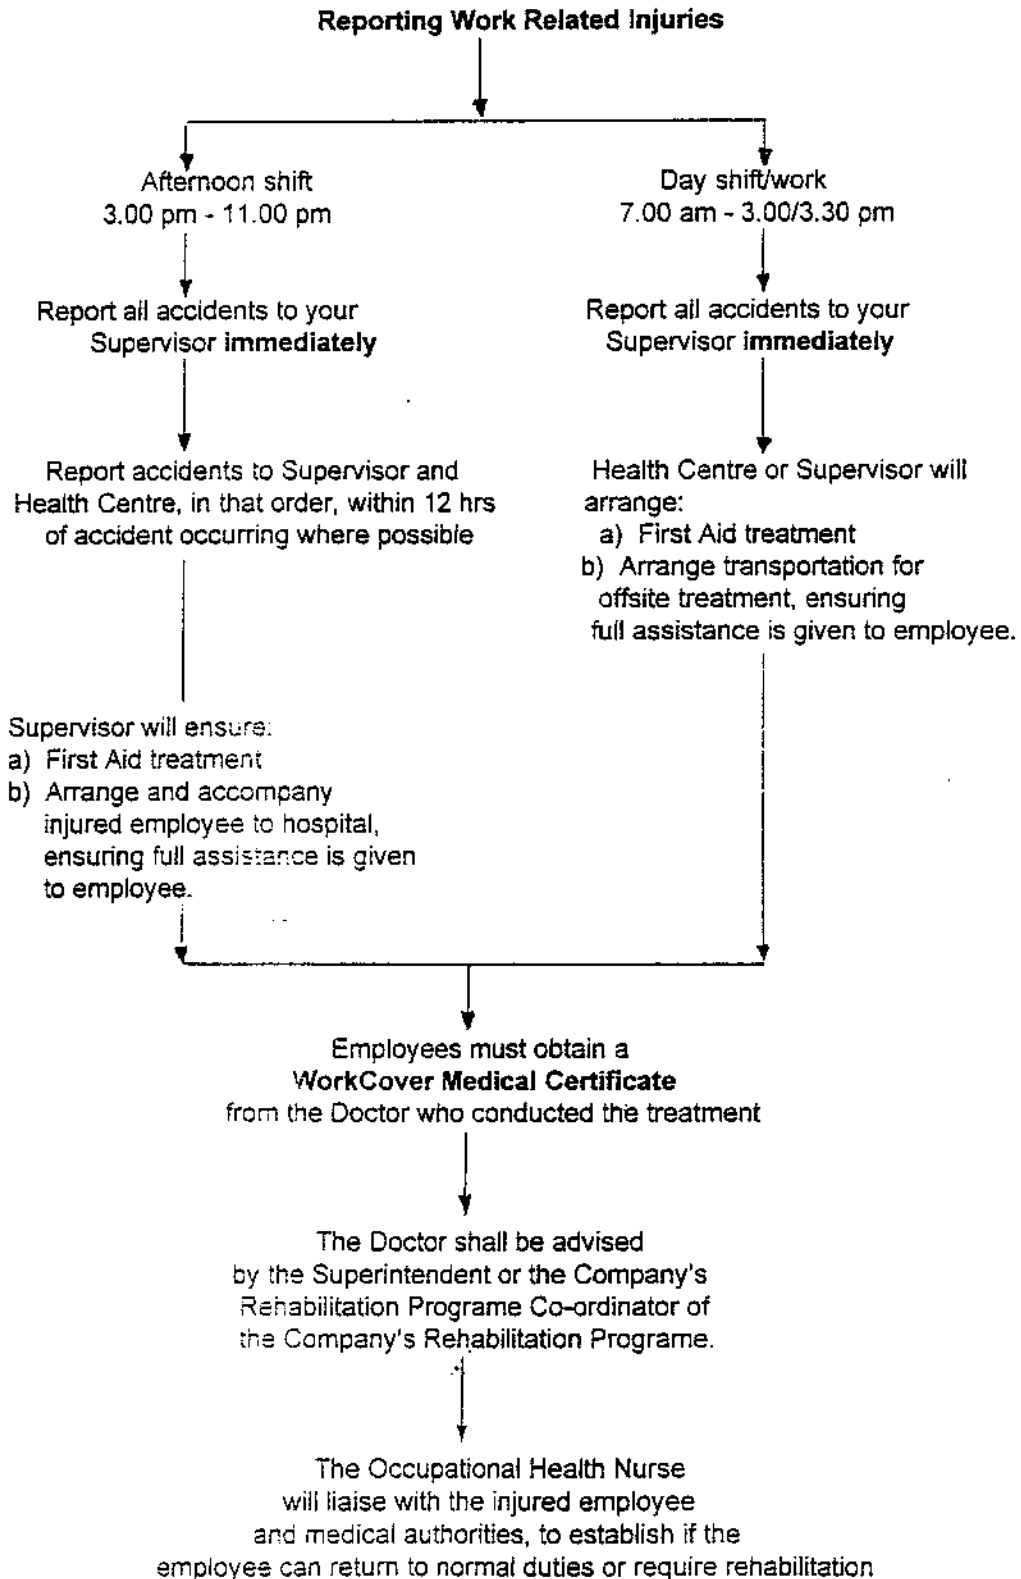 Reporting Work Related Injuries
Afternoon shift
3.00 pm - 11.00 pm
Report all accidents to your
Supervisor immediately
Report accidents to Supervisor and
Health Centre, in that order, within 12 hrs
of accident occurring where possible
Supervisor will ensure:
a) First Aid treatment
b) Arrange and accompany
injured employee to hospital,
ensuring full assistance is given
to employee.
Day shift/work
7.00 am - 3.00/3.30 pm
Report all accidents to your
Supervisor immediately
Health Centre or Supervisor will
arrange:
a) First Aid treatment
b) Arrange transportation for
offsite treatment, ensuring
full assistance is given to employee.
Employees must obtain a
WorkCover Medical Certificate
from the Doctor who conducted the treatment
The Doctor shall be advised
by the Superintendent or the Company's
Rehabilitation Programe Co-ordinator of
the Company's Rehabilitation Programe.
The Occupational Health Nurse
will liaise with the injured employee
and medical authorities, to establish if the
employee can return to normal duties or require rehabilitation